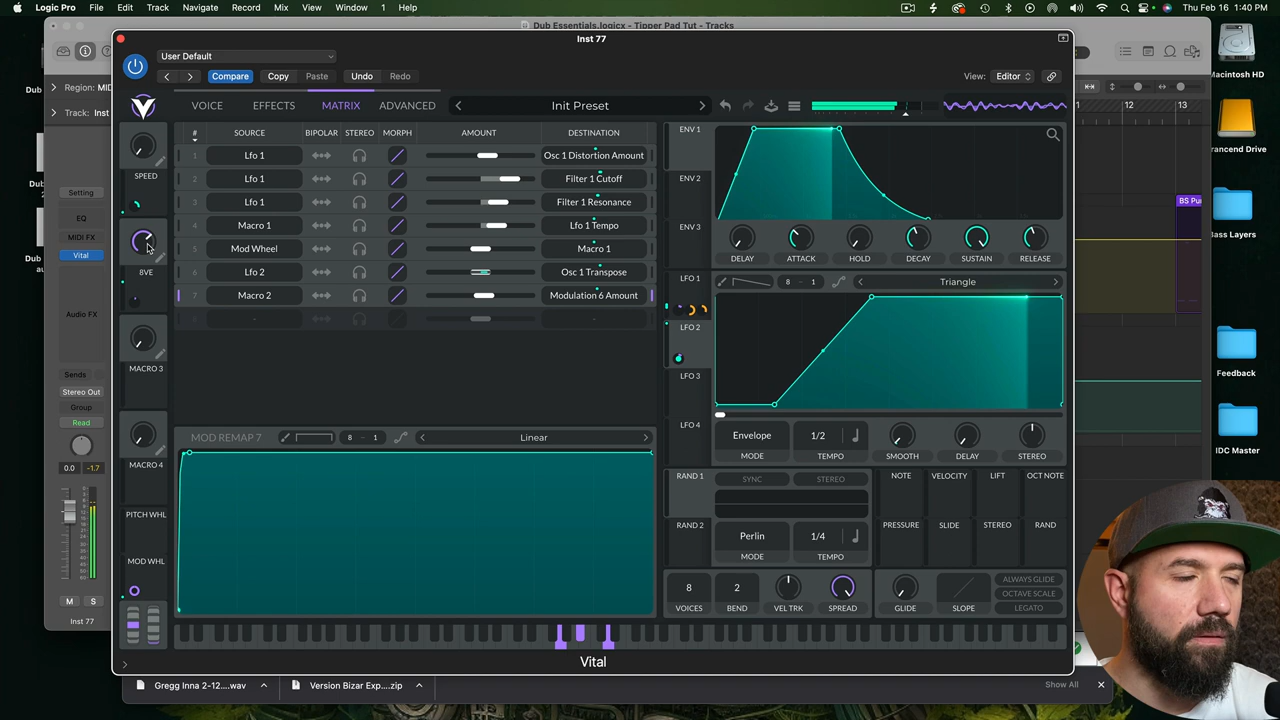 Logic Pro File Edit Track Navigate Record Mix View Window 1 Help Thu Feb 16 1:40 PM
Dub Essentials.logicx - Tipper Pad Tut - Tracks
Inst 77
User Default
Compare Copy Paste Undo Redo View: Editor
Region: MID
Track: Inst
VOICE EFFECTS MATRIX ADVANCED Init Preset
12 13
Macintosh HD
# SOURCE BIPOLAR STEREO MORPH AMOUNT DESTINATION
1 Lfo 1 Osc 1 Distortion Amount
2 Lfo 1 Filter 1 Cutoff
3 Lfo 1 Filter 1 Resonance
4 Macro 1 Lfo 1 Tempo
5 Mod Wheel Macro 1
6 Lfo 2 Osc 1 Transpose
7 Macro 2 Modulation 6 Amount
8 - -
SPEED
8VE
MACRO 3
MACRO 4
PITCH WHL
MOD WHL
Setting
EQ
MIDI FX
Vital
Audio FX
Sends
Stereo Out
Group
Read
0.0 -1.7
M S
Inst 77
ENV 1
ENV 2
ENV 3
DELAY ATTACK HOLD DECAY SUSTAIN RELEASE
LFO 1 8 - 1 Triangle
LFO 2
LFO 3
LFO 4
Envelope 1/2
MODE TEMPO SMOOTH DELAY STEREO
MOD REMAP 7 8 - 1 Linear
RAND 1 SYNC STEREO
RAND 2 Perlin 1/4
MODE TEMPO
NOTE VELOCITY LIFT OCT NOTE
PRESSURE SLIDE STEREO RAND
8 2
VOICES BEND VEL TRK SPREAD GLIDE SLOPE
ALWAYS GLIDE
OCTAVE SCALE
LEGATO
Vital
BS Pu
Bass Layers
Feedback
IDC Master
Gregg Inna 2-12....wav Version Bizar Exp....zip Show All